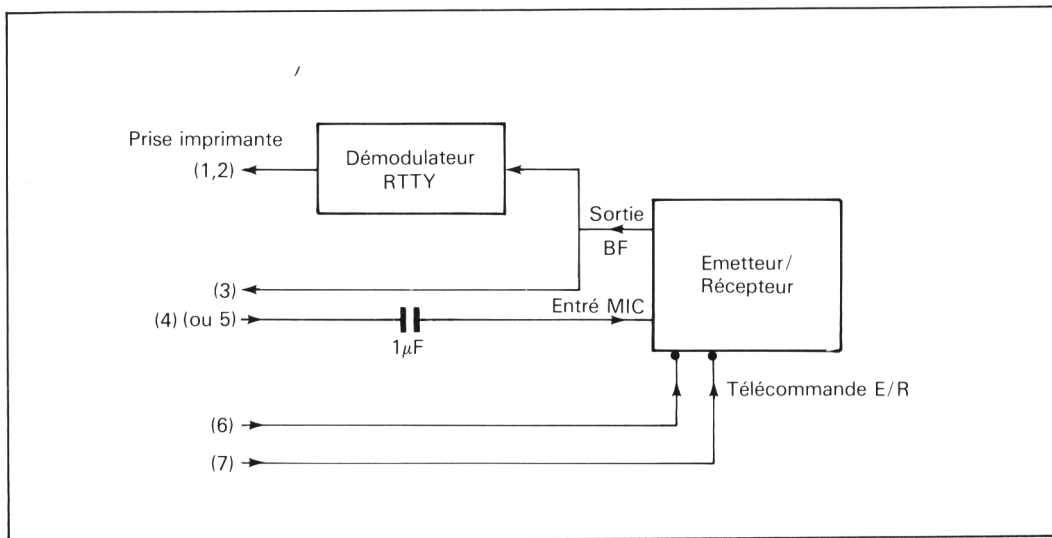 Prise imprimante
(1,2)
Démodulateur
RTTY
Sortie
BF
Emetteur/
Récepteur
(3)
(4) (ou 5)
1µF
Entré MIC
Télécommande E/R
(6)
(7)